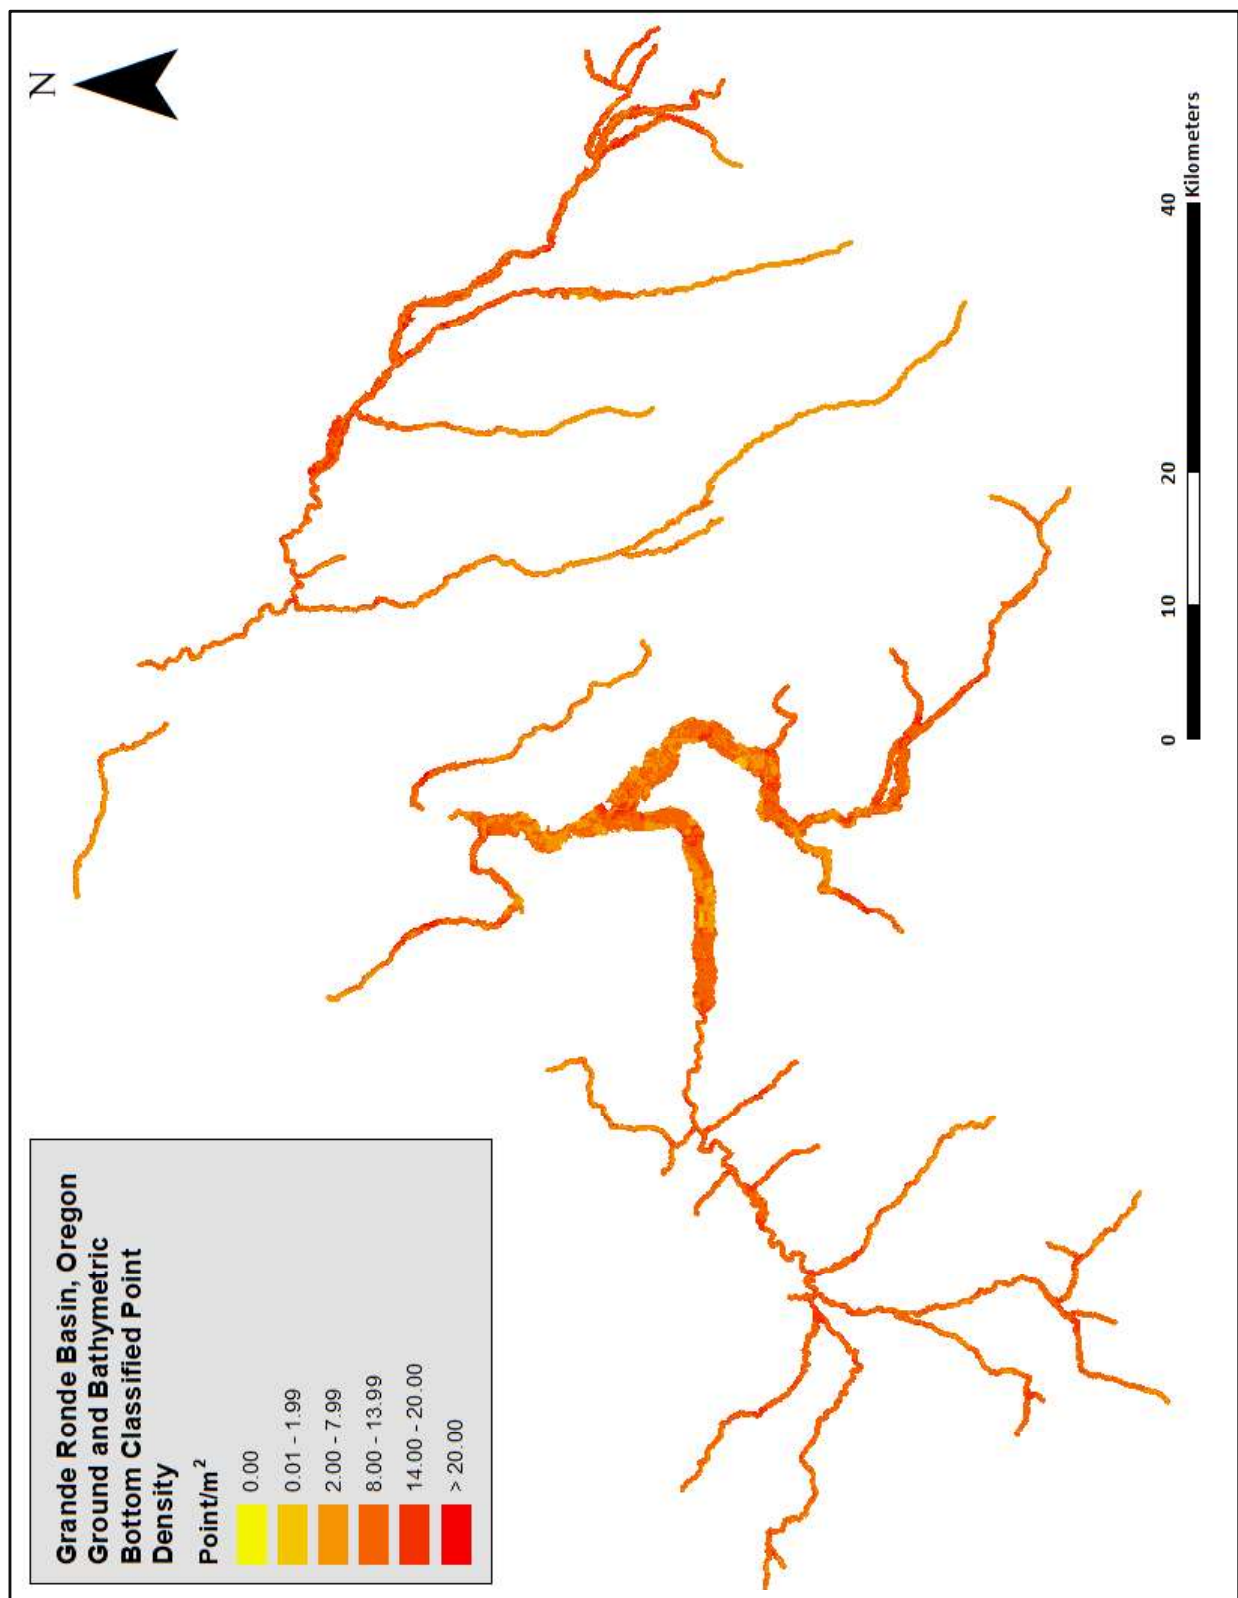 Grande Ronde Basin, Oregon
Ground and Bathymetric
Bottom Classified Point
Density
Point/m²
0.00
0.01 - 1.99
2.00 - 7.99
8.00 - 13.99
14.00 - 20.00
> 20.00
N
0 10 20 40
Kilometers